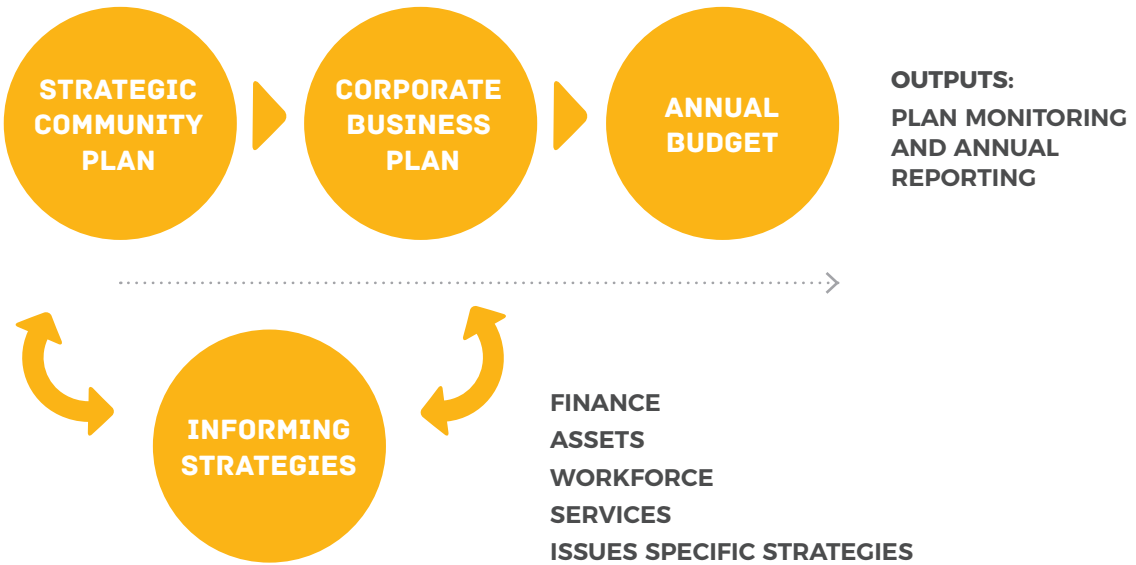 STRATEGIC
COMMUNITY
PLAN
CORPORATE
BUSINESS
PLAN
ANNUAL
BUDGET
OUTPUTS:
PLAN MONITORING
AND ANNUAL
REPORTING
INFORMING
STRATEGIES
FINANCE
ASSETS
WORKFORCE
SERVICES
ISSUES SPECIFIC STRATEGIES